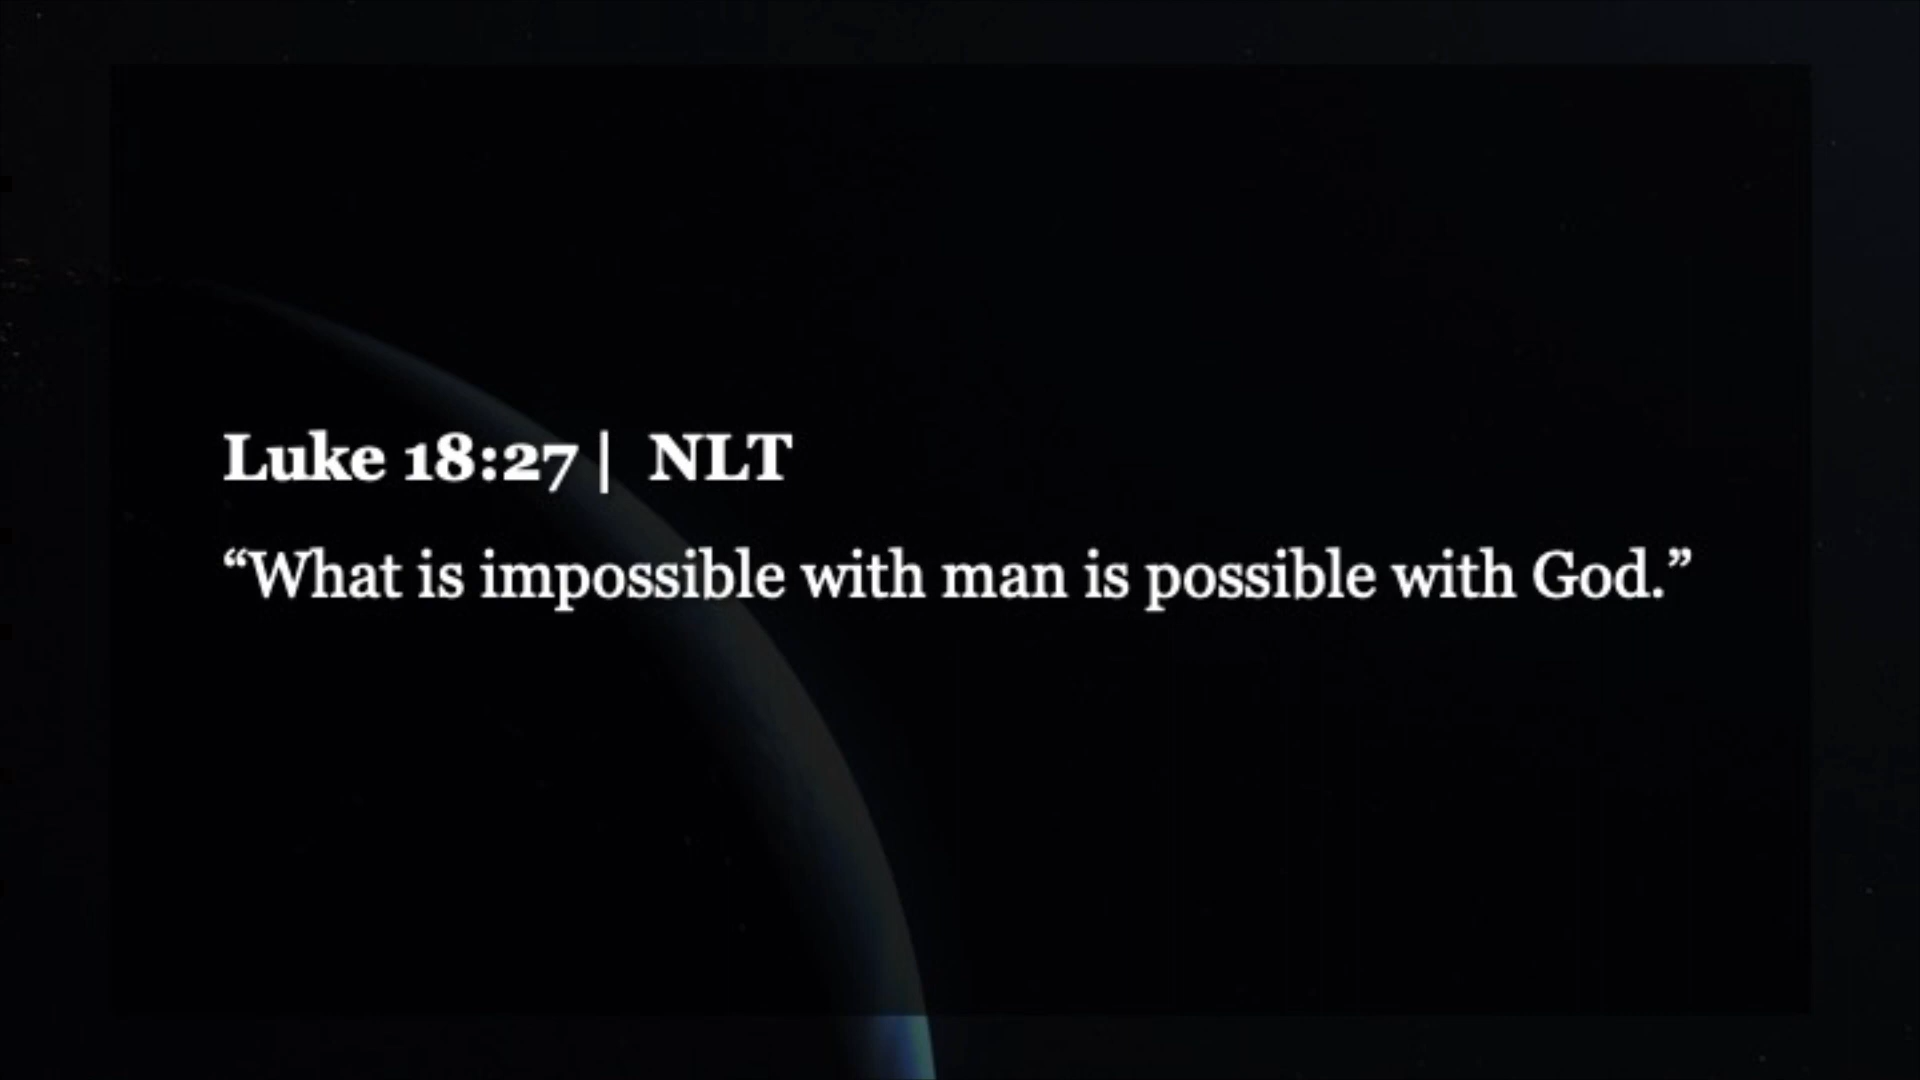 Luke 18:27 | NLT
“What is impossible with man is possible with God.”